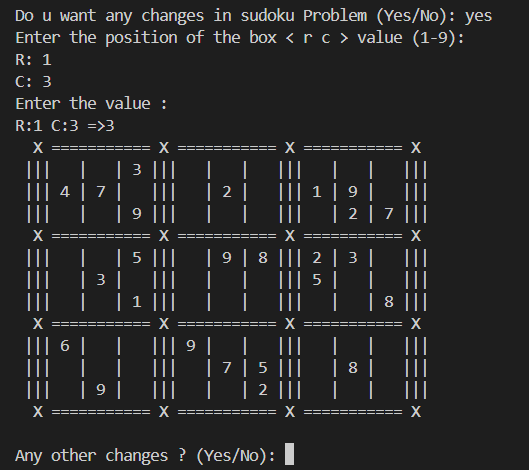 Do u want any changes in sudoku Problem (Yes/No): yes
Enter the position of the box < r c > value (1-9):
R: 1
C: 3
Enter the value :
R:1 C:3 =>3
  X =========== X =========== X =========== X
 |||   |   | 3 |||   |   |   |||   |   |   |||
 ||| 4 | 7 |   |||   | 2 |   ||| 1 | 9 |   |||
 |||   |   | 9 |||   |   |   |||   | 2 | 7 |||
  X =========== X =========== X =========== X
 |||   |   | 5 |||   | 9 | 8 ||| 2 | 3 |   |||
 |||   | 3 |   |||   |   |   ||| 5 |   |   |||
 |||   |   | 1 |||   |   |   |||   |   | 8 |||
  X =========== X =========== X =========== X
 ||| 6 |   |   ||| 9 |   |   |||   |   |   |||
 |||   |   |   |||   | 7 | 5 |||   | 8 |   |||
 |||   | 9 |   |||   |   | 2 |||   |   |   |||
  X =========== X =========== X =========== X
Any other changes ? (Yes/No):